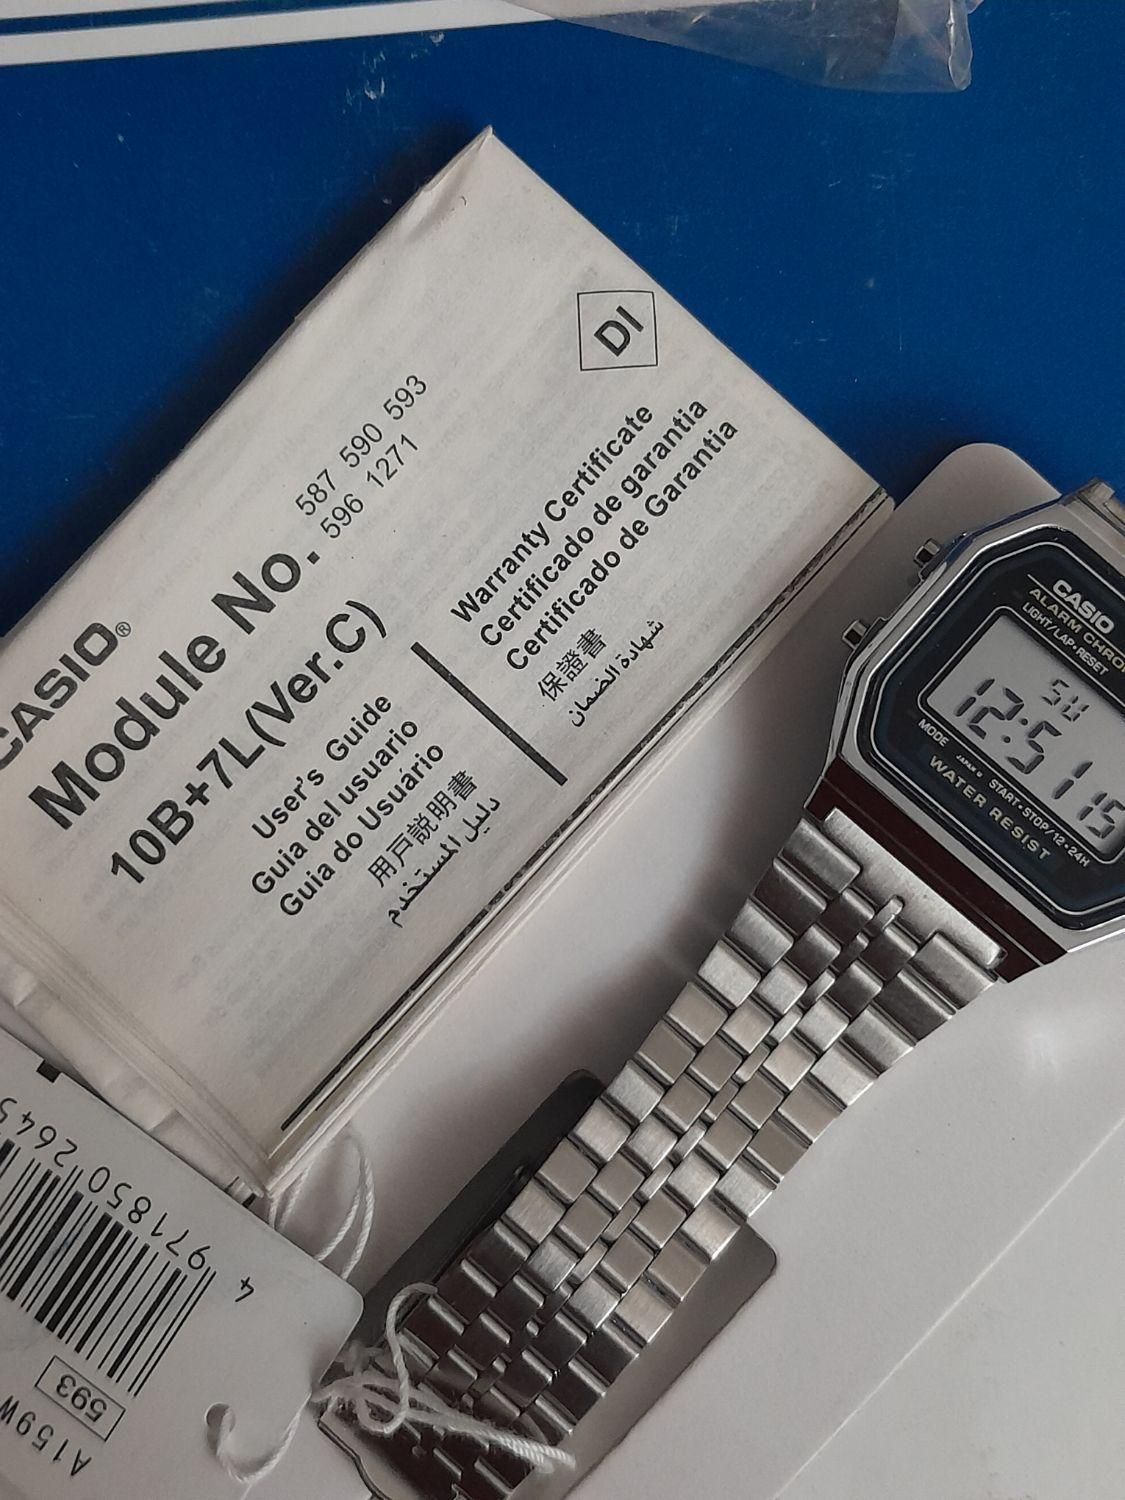 CASIO®
Module No. 587 590 593
596 1271
10B+7L(Ver.C)
User's Guide
Guia del usuario
Guia do Usuário
用戶説明書
دليل المستخدم
DI
Warranty Certificate
Certificado de garantia
Certificado de Garantia
保證書
شهادة الضمان
CASIO
ALARM CHRO
LIGHT/LAP•RESET
SU
12:51 15
MODE
JAPAN
START•STOP/12•24H
WATER RESIST
4 971850 2645
A159W
593